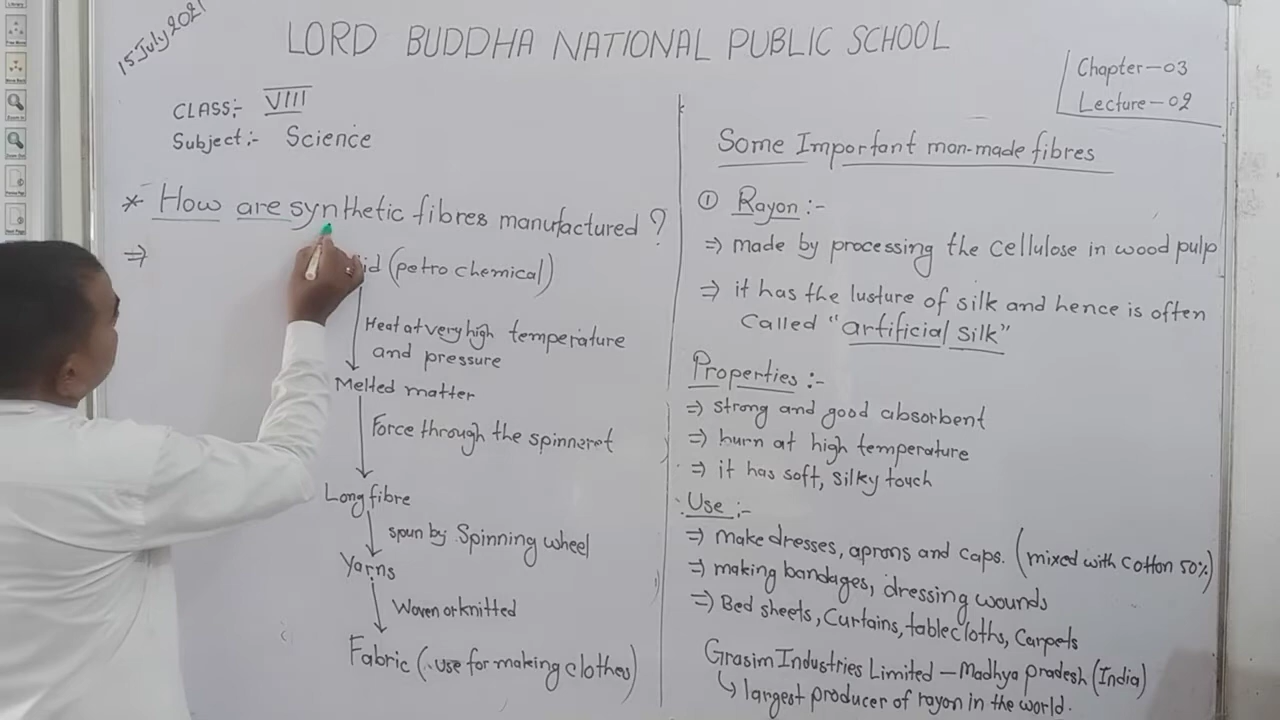 15 July 2021
LORD BUDDHA NATIONAL PUBLIC SCHOOL
Chapter-03
Lecture-02
CLASS:- VIII
Subject:- Science
* How are synthetic fibres manufactured?
⇒
(petro chemical)
Heat at very high temperature
and pressure
Melted matter
Force through the spinneret
Long fibre
spun by Spinning wheel
Yarns
Woven or knitted
Fabric (use for making clothes)
Some Important man-made fibres
① Rayon:-
⇒ made by processing the cellulose in wood pulp
⇒ it has the lusture of silk and hence is often
called "artificial silk"
Properties:-
⇒ strong and good absorbent
⇒ burn at high temperature
⇒ it has soft, silky touch
Use:-
⇒ make dresses, aprons and caps. (mixed with cotton 50%)
⇒ making bandages, dressing wounds
⇒ Bed sheets, Curtains, tablecloths, Carpets
Grasim Industries Limited - Madhya pradesh (India)
↳ largest producer of rayon in the world.